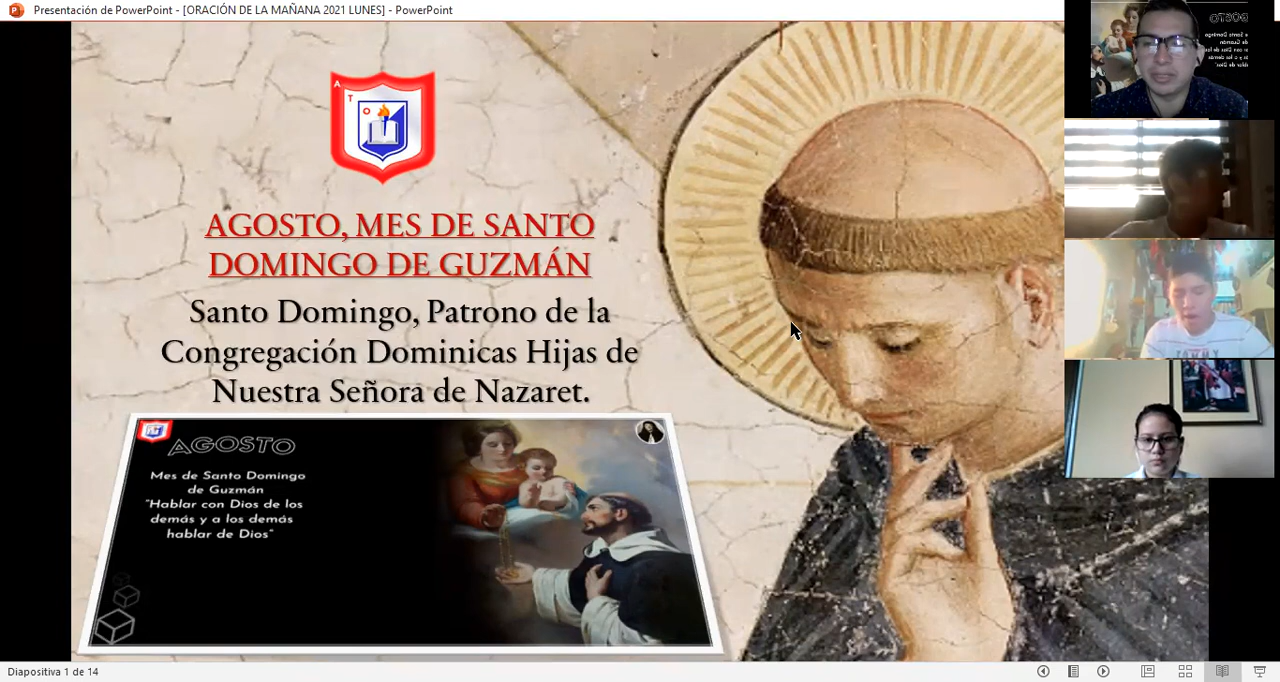 Presentación de PowerPoint - [ORACIÓN DE LA MAÑANA 2021 LUNES] - PowerPoint
A T O
AGOSTO, MES DE SANTO
DOMINGO DE GUZMÁN
Santo Domingo, Patrono de la
Congregación Dominicas Hijas de
Nuestra Señora de Nazaret.
AGOSTO
Mes de Santo Domingo
de Guzmán
“Hablar con Dios de los
demás y a los demás
hablar de Dios”
TOMMY
Diapositiva 1 de 14